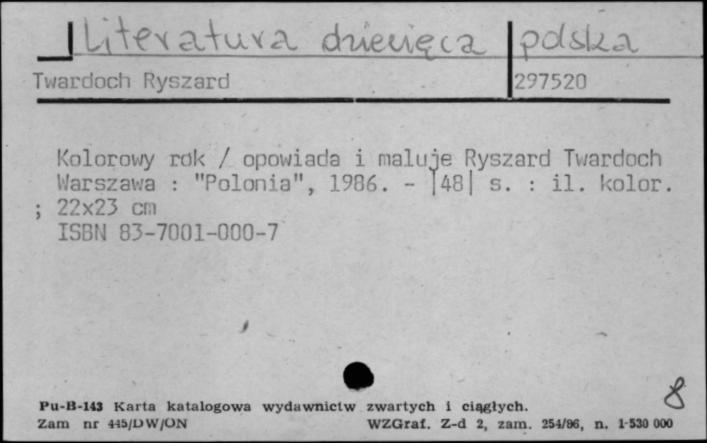 Literatura dziecięca polska
Twardoch Ryszard 297520
Kolorowy rok / opowiada i maluje Ryszard Twardoch
Warszawa : "Polonia", 1986. - |48| s. : il. kolor.
; 22x23 cm
ISBN 83-7001-000-7
8
Pu-B-143 Karta katalogowa wydawnictw zwartych i ciągłych.
Zam nr 445/DW/ON WZGraf. Z-d 2, zam. 254/86, n. 1-530 000